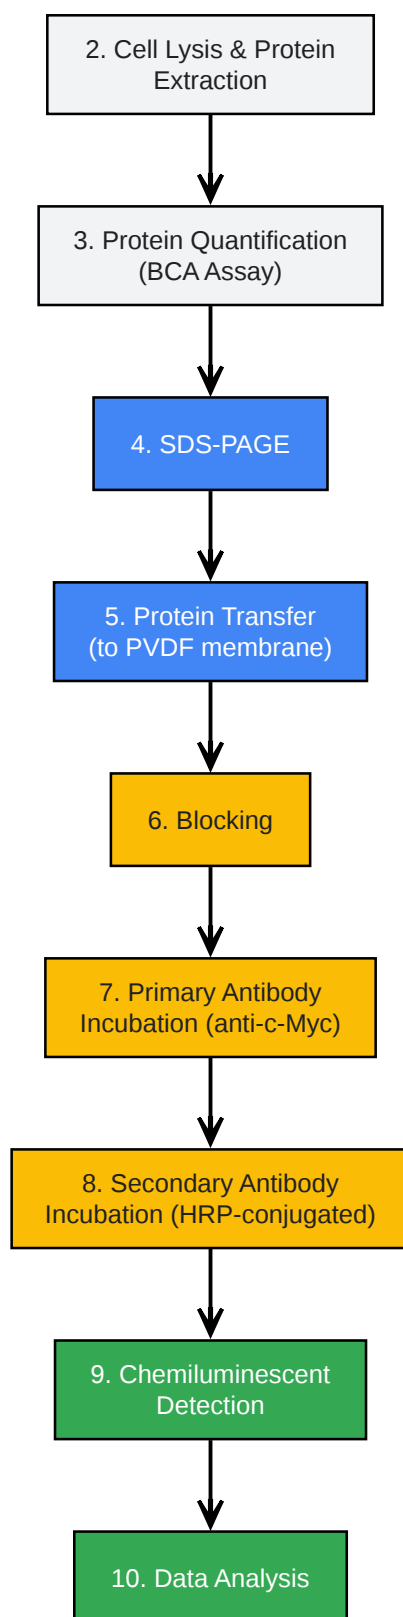 2. Cell Lysis & Protein
Extraction
3. Protein Quantification
(BCA Assay)
4. SDS-PAGE
5. Protein Transfer
(to PVDF membrane)
6. Blocking
7. Primary Antibody
Incubation (anti-c-Myc)
8. Secondary Antibody
Incubation (HRP-conjugated)
9. Chemiluminescent
Detection
10. Data Analysis